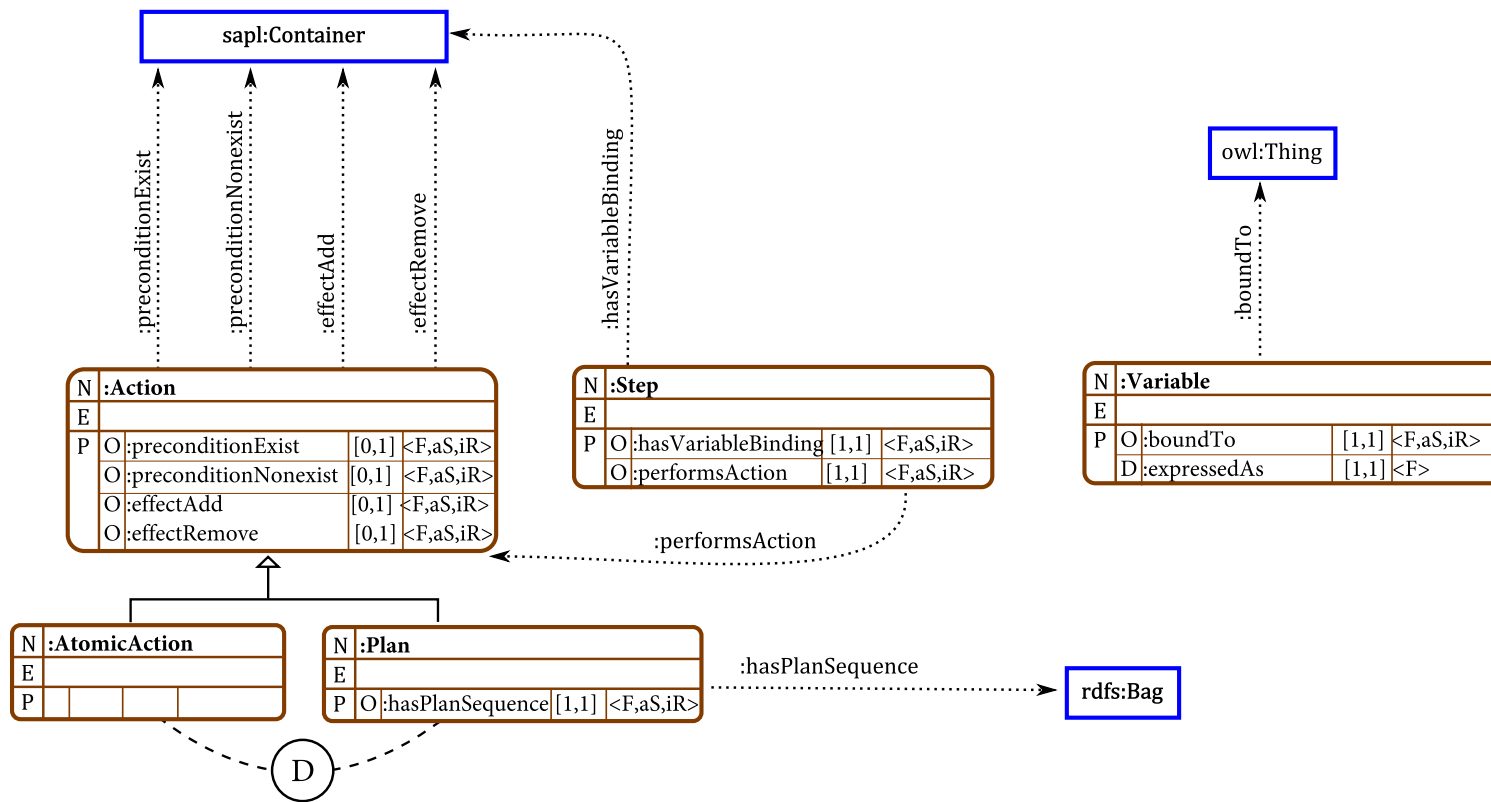 sapl:Container
owl:Thing
:preconditionExist
:preconditionNonexist
:effectAdd
:effectRemove
:hasVariableBinding
:boundTo
N :Action
E
P O :preconditionExist [0,1] <F,aS,iR>
O :preconditionNonexist [0,1] <F,aS,iR>
O :effectAdd [0,1] <F,aS,iR>
O :effectRemove [0,1] <F,aS,iR>
N :Step
E
P O :hasVariableBinding [1,1] <F,aS,iR>
O :performsAction [1,1] <F,aS,iR>
N :Variable
E
P O :boundTo [1,1] <F,aS,iR>
D :expressedAs [1,1] <F>
:performsAction
N :AtomicAction
E
P
N :Plan
E
P O :hasPlanSequence [1,1] <F,aS,iR>
:hasPlanSequence
rdfs:Bag
D